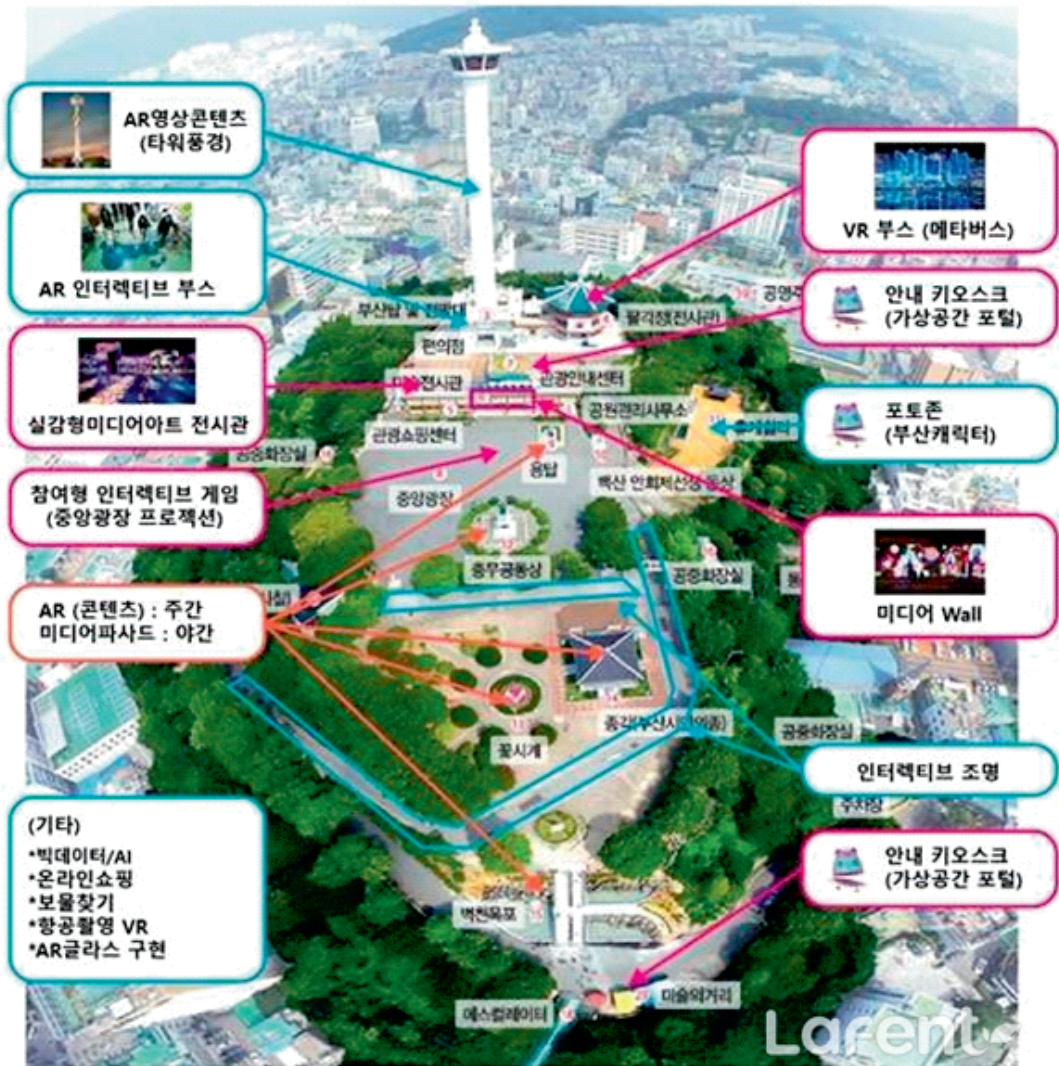 AR영상콘텐츠
(타워풍경)
AR 인터렉티브 부스
실감형미디어아트 전시관
참여형 인터렉티브 게임
(중앙광장 프로젝션)
AR (콘텐츠) : 주간
미디어파사드 : 야간
(기타)
*빅데이터/AI
*온라인쇼핑
*보물찾기
*항공촬영 VR
*AR글라스 구현
VR 부스 (메타버스)
안내 키오스크
(가상공간 포털)
포토존
(부산캐릭터)
미디어 Wall
인터렉티브 조명
안내 키오스크
(가상공간 포털)
부산탑 및 전망대
편의점
팔각정(전시관)
전시관
관광안내센터
공원관리사무소
관광쇼핑센터
공중화장실
용탑
중앙광장
백산 안희제선생 동상
충무공동상
공중화장실
꽃시계
공중화장실
주차장
벽천폭포
에스컬레이터
미술의거리
Larent